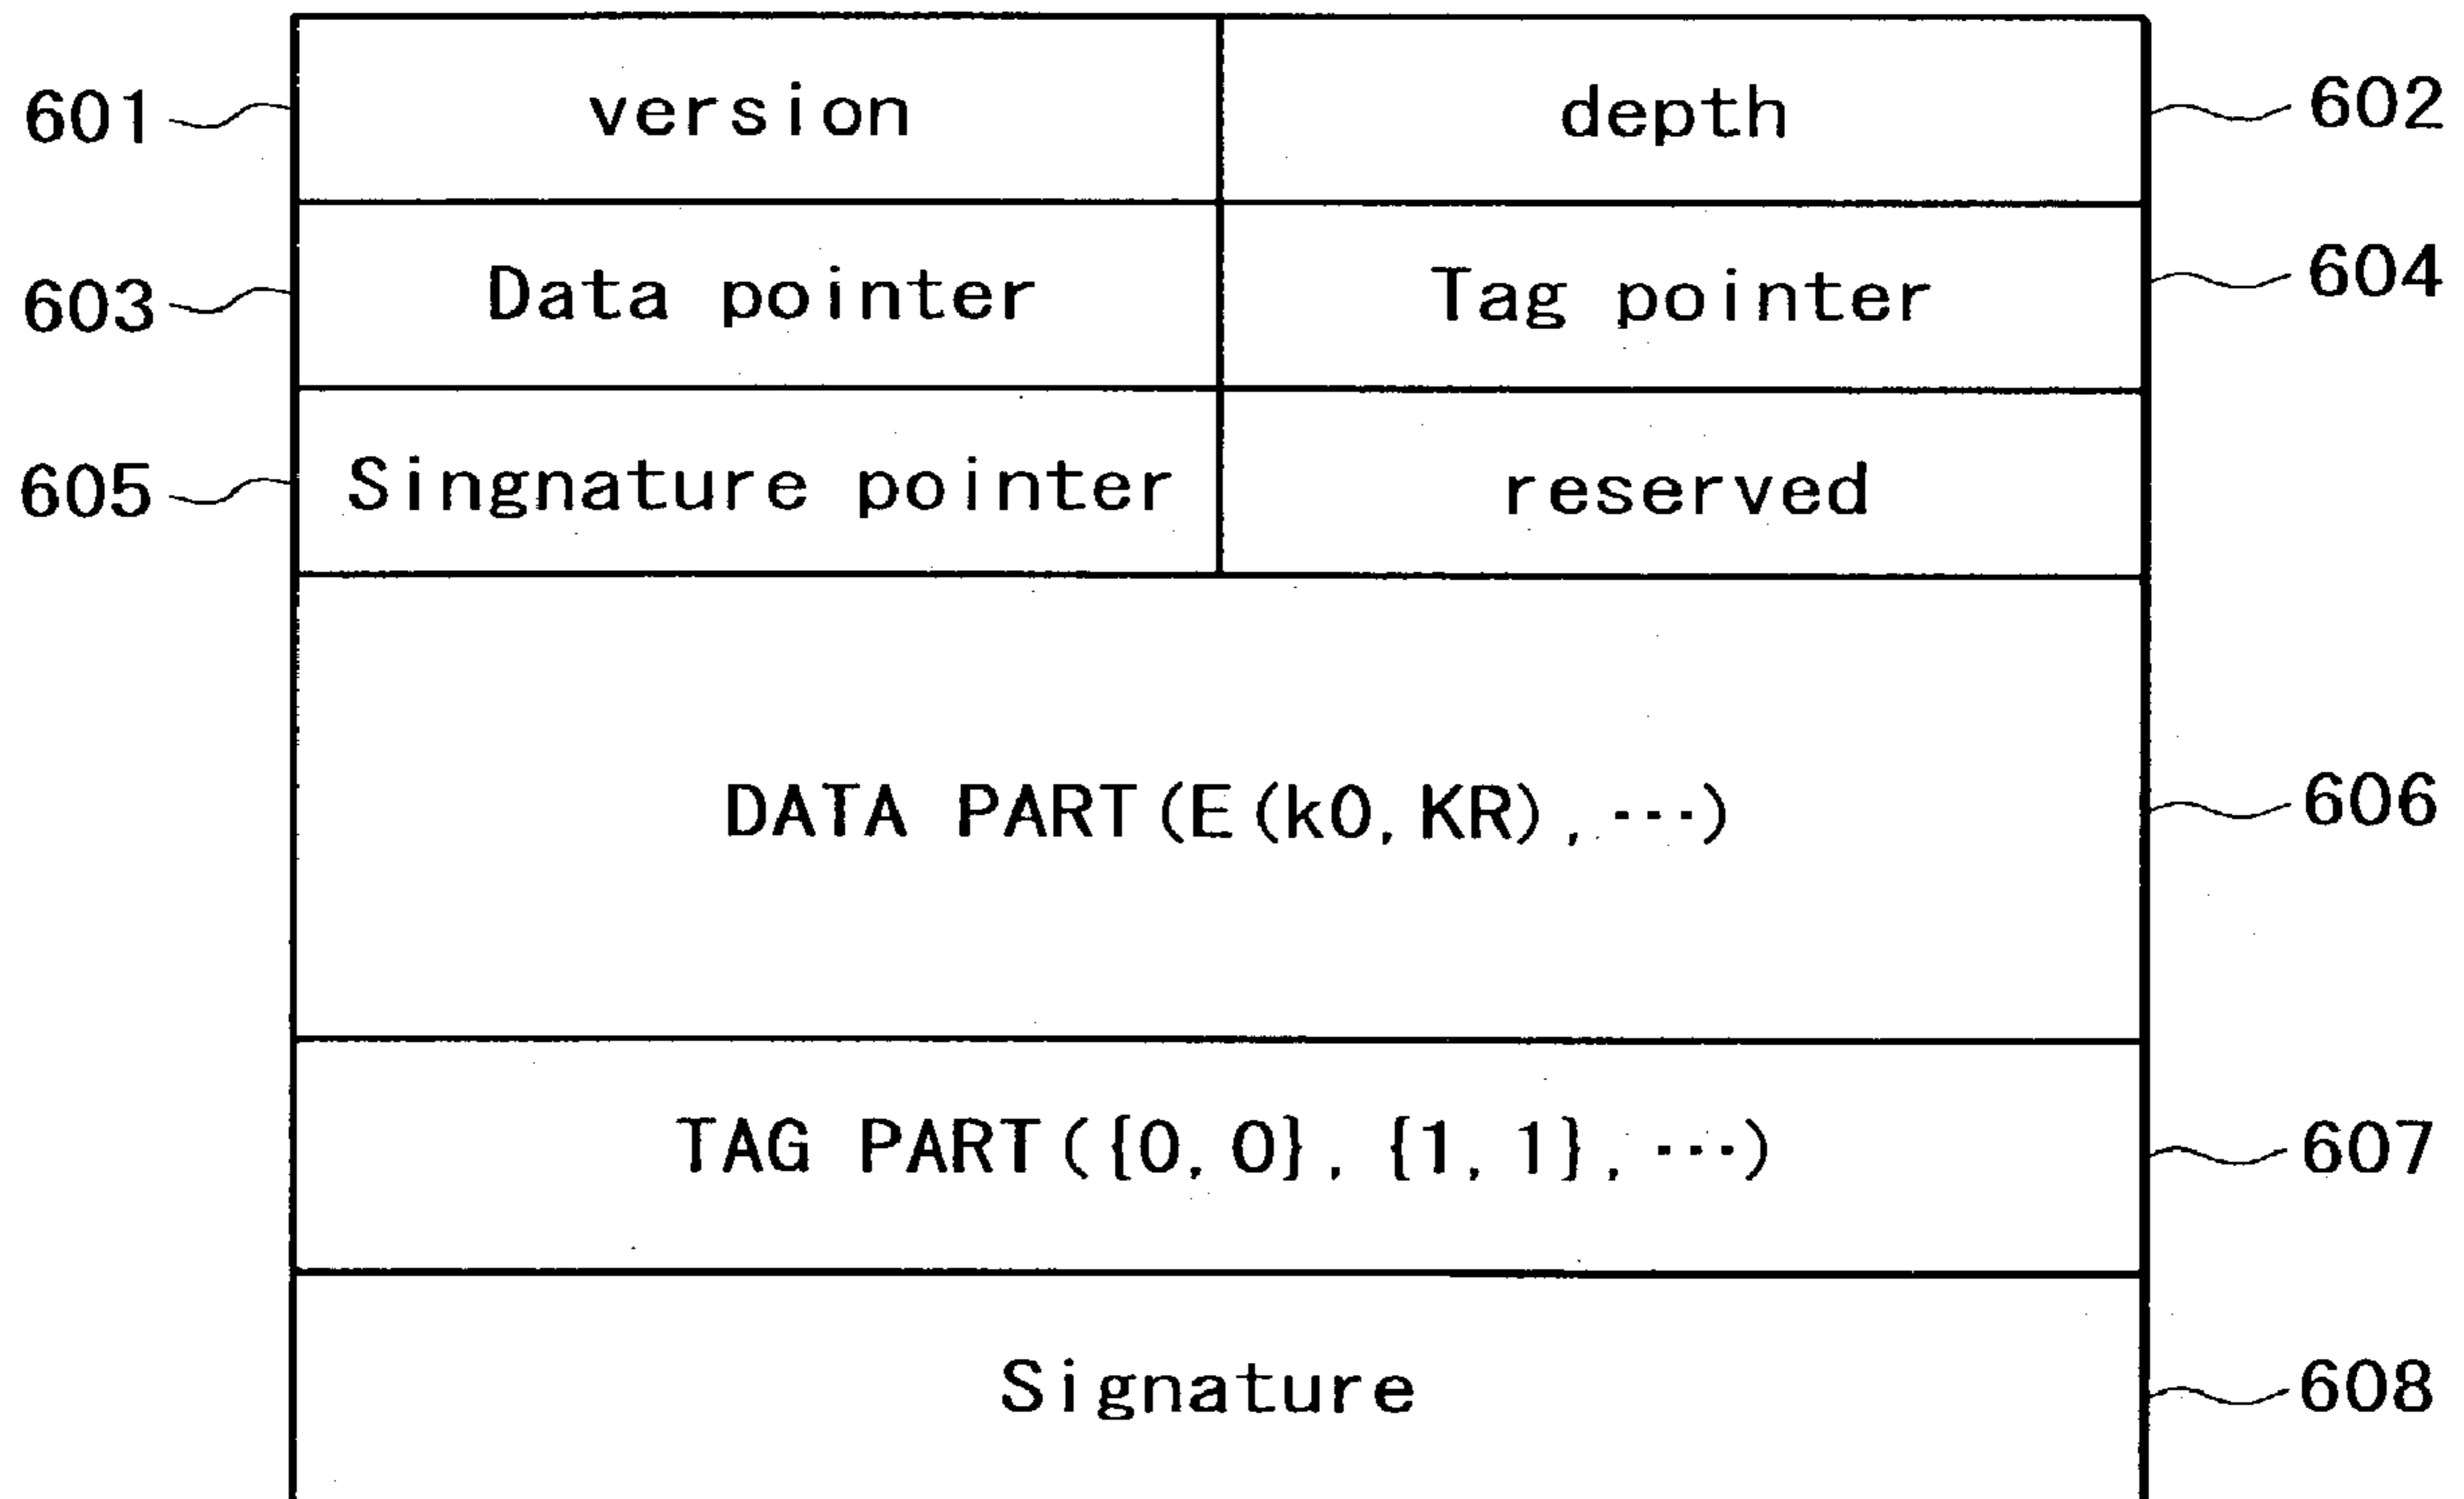 601 version depth 602
603 Data pointer Tag pointer 604
605 Singnature pointer reserved
DATA PART(E(k0,KR),...) 606
TAG PART({0,0},{1,1},...) 607
Signature 608